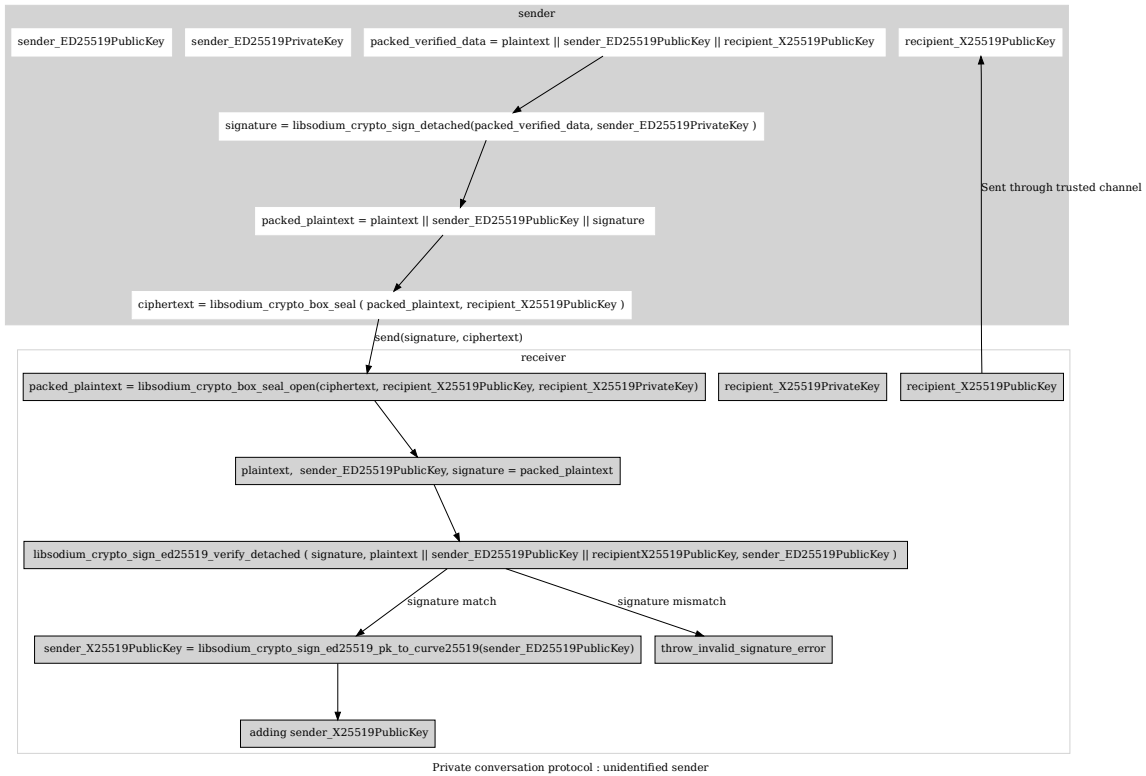 sender
sender_ED25519PublicKey
sender_ED25519PrivateKey
packed_verified_data = plaintext || sender_ED25519PublicKey || recipient_X25519PublicKey
recipient_X25519PublicKey
signature = libsodium_crypto_sign_detached(packed_verified_data, sender_ED25519PrivateKey )
Sent through trusted channel
packed_plaintext = plaintext || sender_ED25519PublicKey || signature
ciphertext = libsodium_crypto_box_seal ( packed_plaintext, recipient_X25519PublicKey )
send(signature, ciphertext)
receiver
packed_plaintext = libsodium_crypto_box_seal_open(ciphertext, recipient_X25519PublicKey, recipient_X25519PrivateKey)
recipient_X25519PrivateKey
recipient_X25519PublicKey
plaintext,  sender_ED25519PublicKey, signature = packed_plaintext
libsodium_crypto_sign_ed25519_verify_detached ( signature, plaintext || sender_ED25519PublicKey || recipientX25519PublicKey, sender_ED25519PublicKey )
signature match
signature mismatch
sender_X25519PublicKey = libsodium_crypto_sign_ed25519_pk_to_curve25519(sender_ED25519PublicKey)
throw_invalid_signature_error
adding sender_X25519PublicKey
Private conversation protocol : unidentified sender